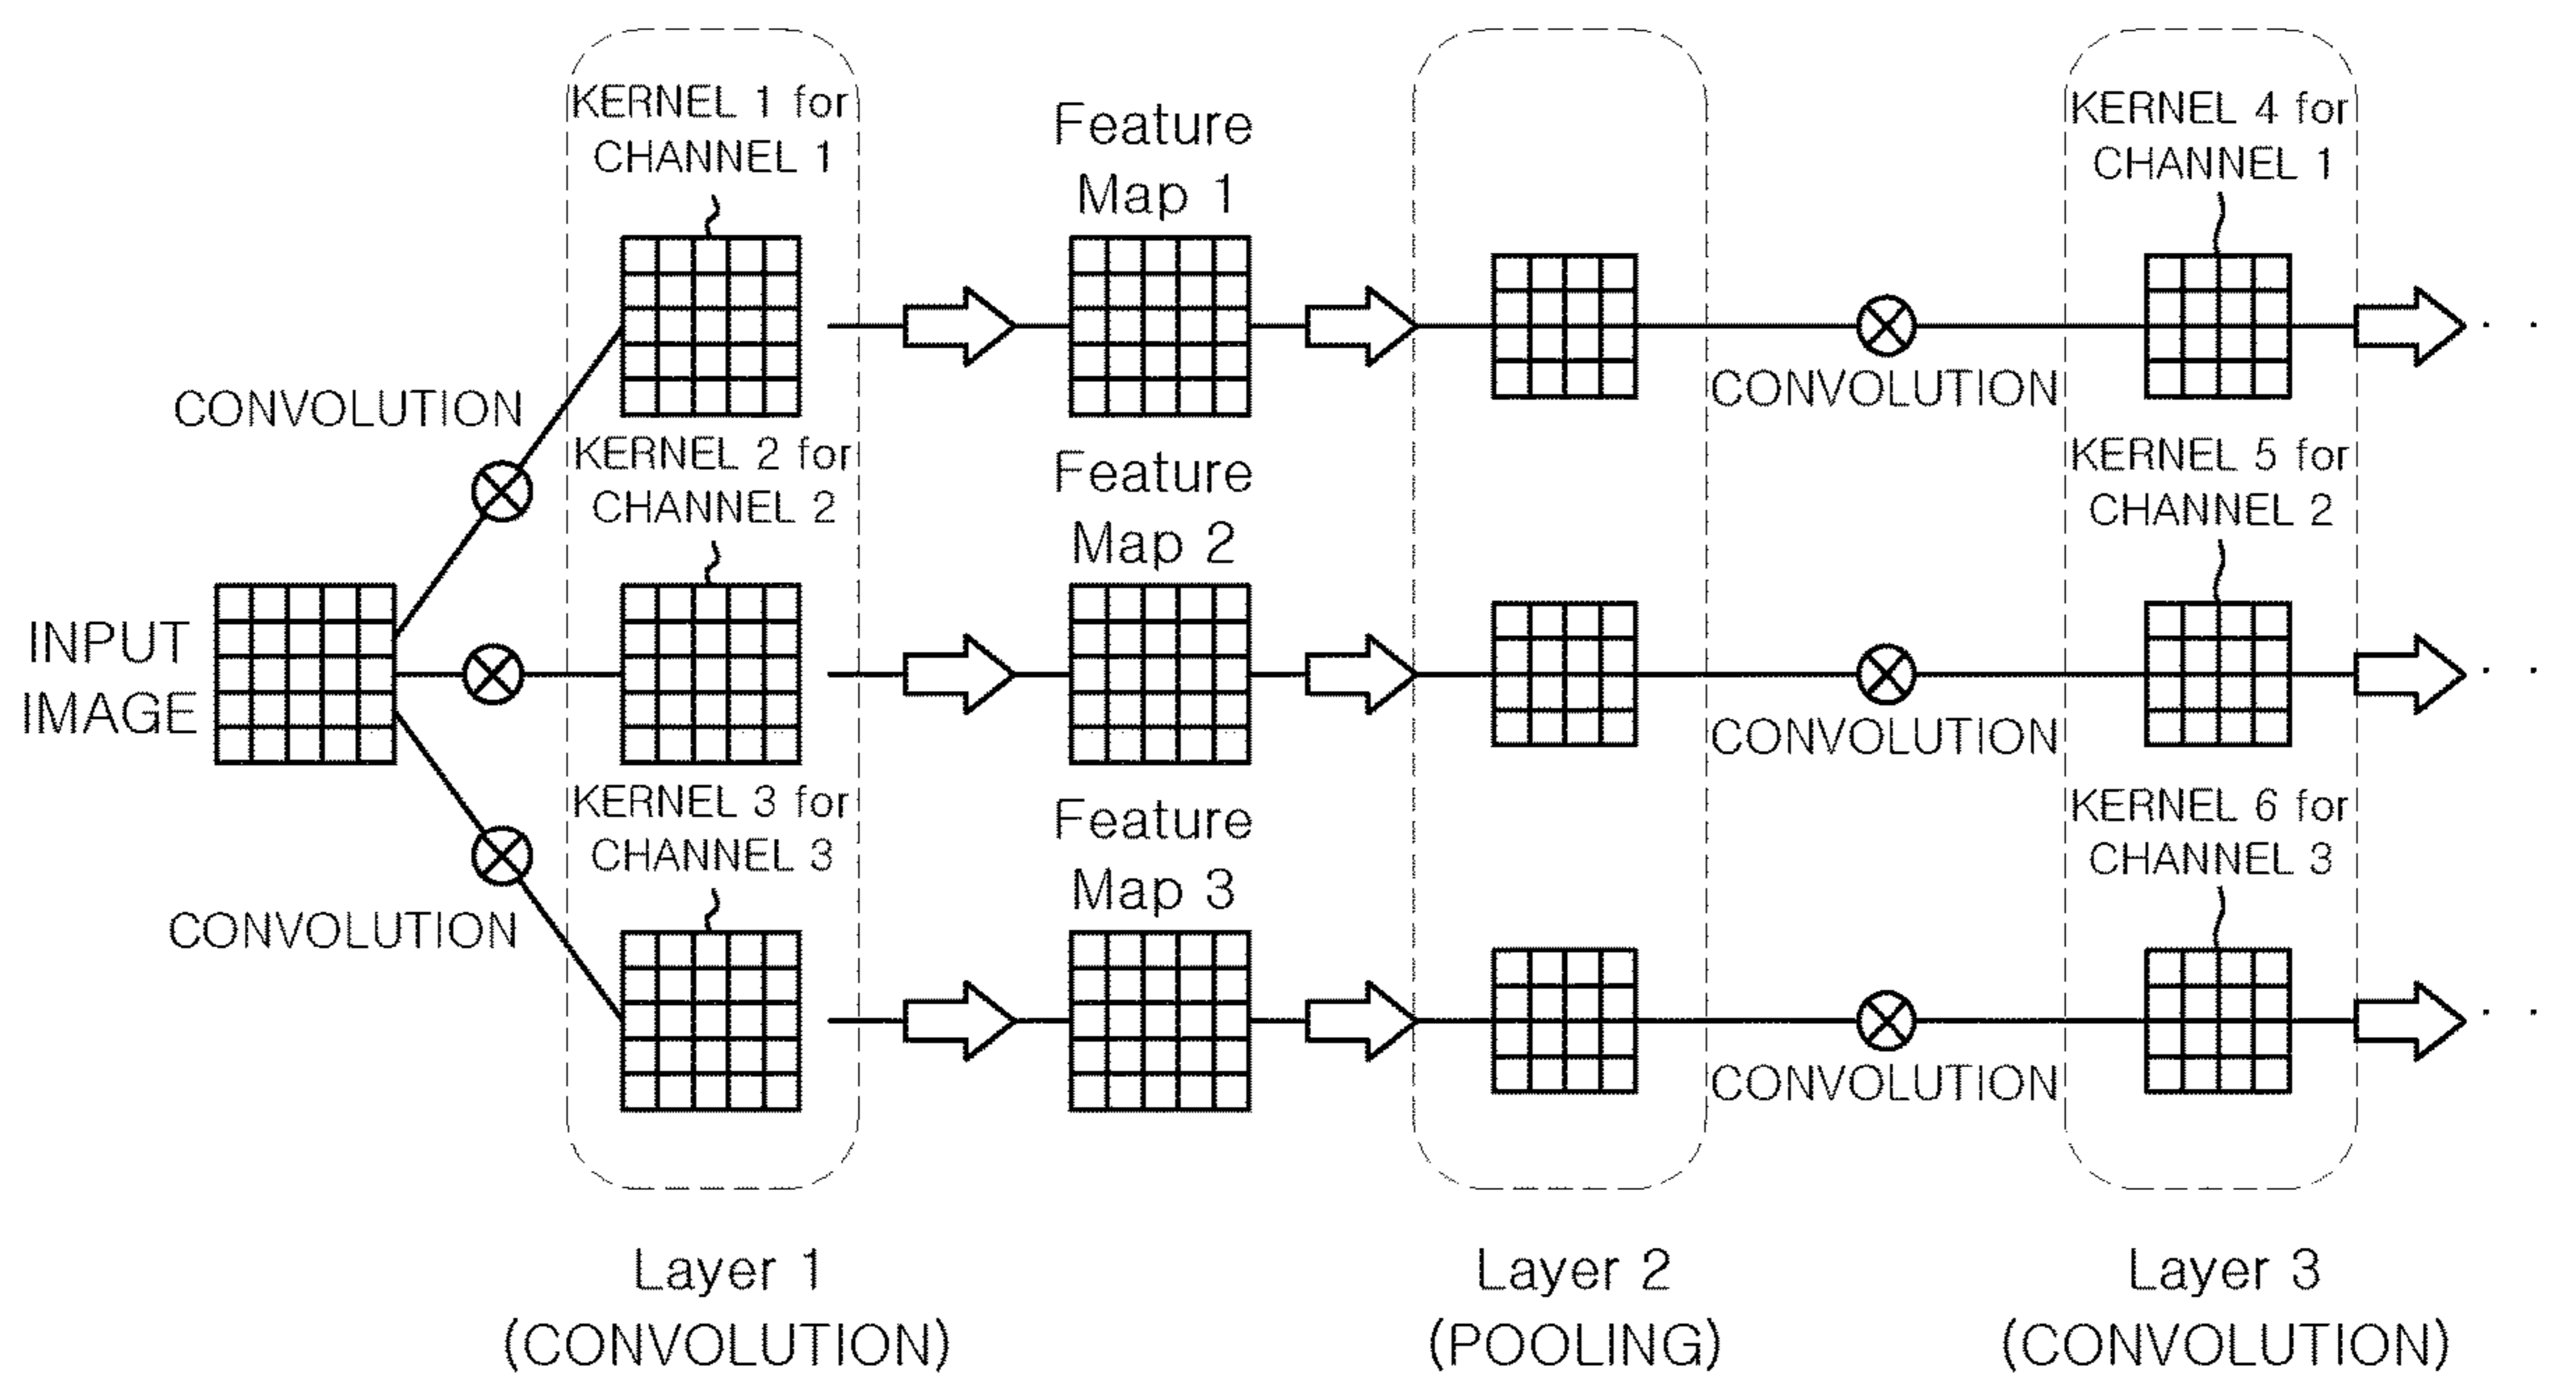 KERNEL 1 for
CHANNEL 1
Feature
Map 1
KERNEL 4 for
CHANNEL 1
CONVOLUTION
CONVOLUTION
KERNEL 2 for
CHANNEL 2
Feature
Map 2
KERNEL 5 for
CHANNEL 2
INPUT
IMAGE
CONVOLUTION
KERNEL 3 for
CHANNEL 3
Feature
Map 3
KERNEL 6 for
CHANNEL 3
CONVOLUTION
CONVOLUTION
Layer 1
(CONVOLUTION)
Layer 2
(POOLING)
Layer 3
(CONVOLUTION)